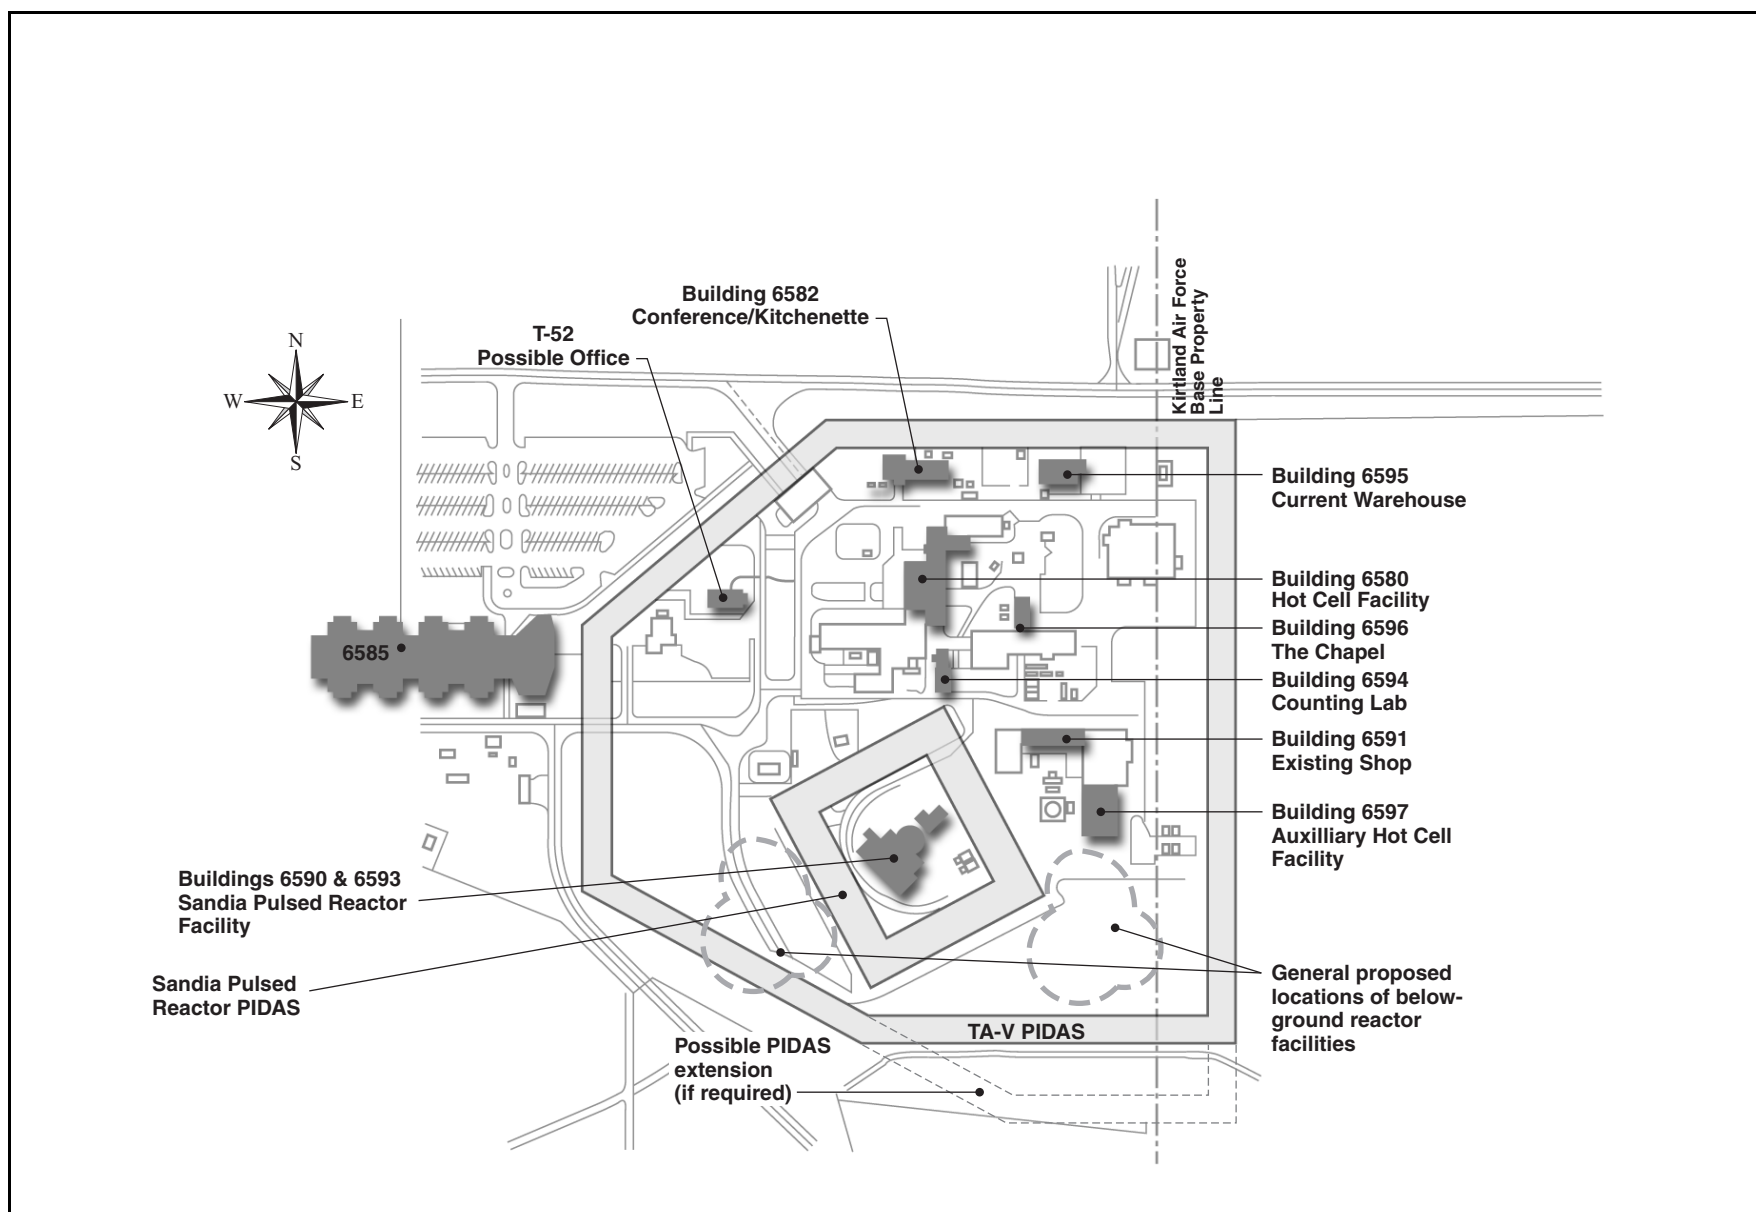 Kirtland Air Force
Base Property
Line
Building 6582
Conference/Kitchenette
T-52
Possible Office
N
W
E
S
Building 6595
Current Warehouse
Building 6580
Hot Cell Facility
Building 6596
The Chapel
6585
Building 6594
Counting Lab
Building 6591
Existing Shop
Building 6597
Auxilliary Hot Cell
Facility
Buildings 6590 & 6593
Sandia Pulsed Reactor
Facility
Sandia Pulsed
Reactor PIDAS
General proposed
locations of below-
ground reactor
facilities
TA-V PIDAS
Possible PIDAS
extension
(if required)